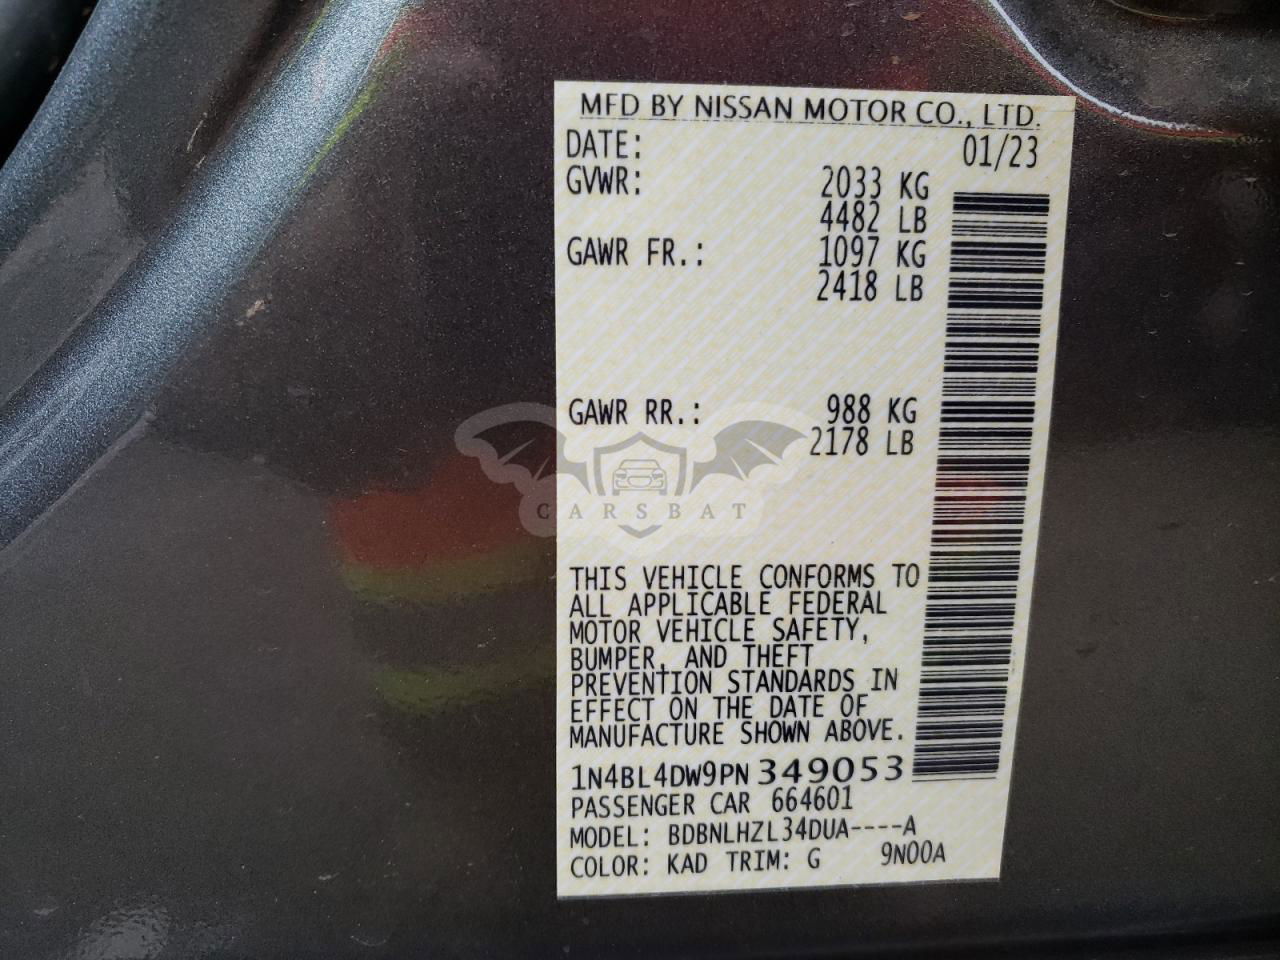 MFD BY NISSAN MOTOR CO., LTD.
DATE: 01/23
GVWR: 2033 KG
4482 LB
GAWR FR.: 1097 KG
2418 LB
GAWR RR.: 988 KG
2178 LB
CARSBAT
THIS VEHICLE CONFORMS TO
ALL APPLICABLE FEDERAL
MOTOR VEHICLE SAFETY,
BUMPER, AND THEFT
PREVENTION STANDARDS IN
EFFECT ON THE DATE OF
MANUFACTURE SHOWN ABOVE.
1N4BL4DW9PN349053
PASSENGER CAR 664601
MODEL: BDBNLHZL34DUA----A
COLOR: KAD TRIM: G 9N00A